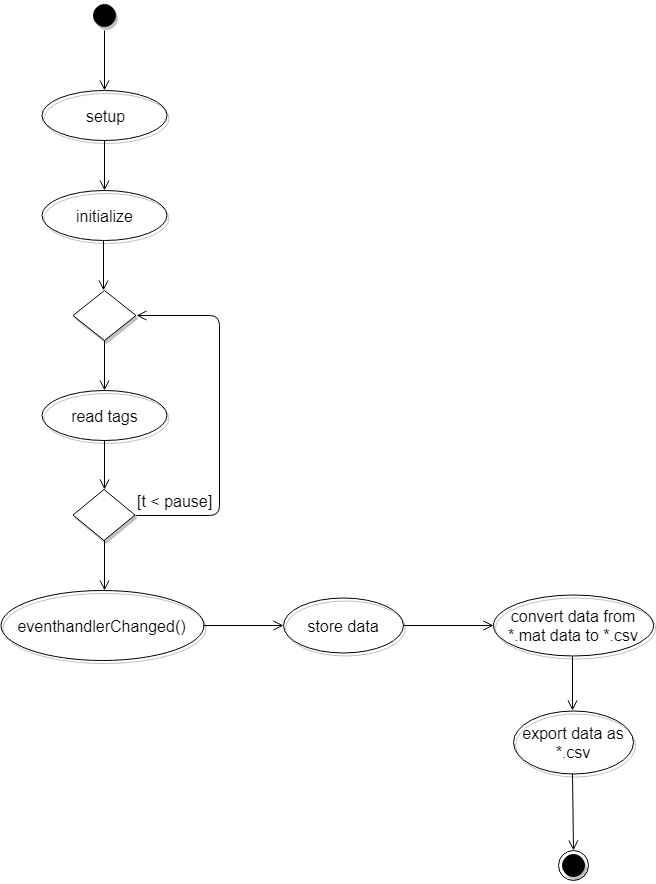 setup
initialize
read tags
[t < pause]
eventhandlerChanged()
store data
convert data from
*.mat data to *.csv
export data as
*.csv